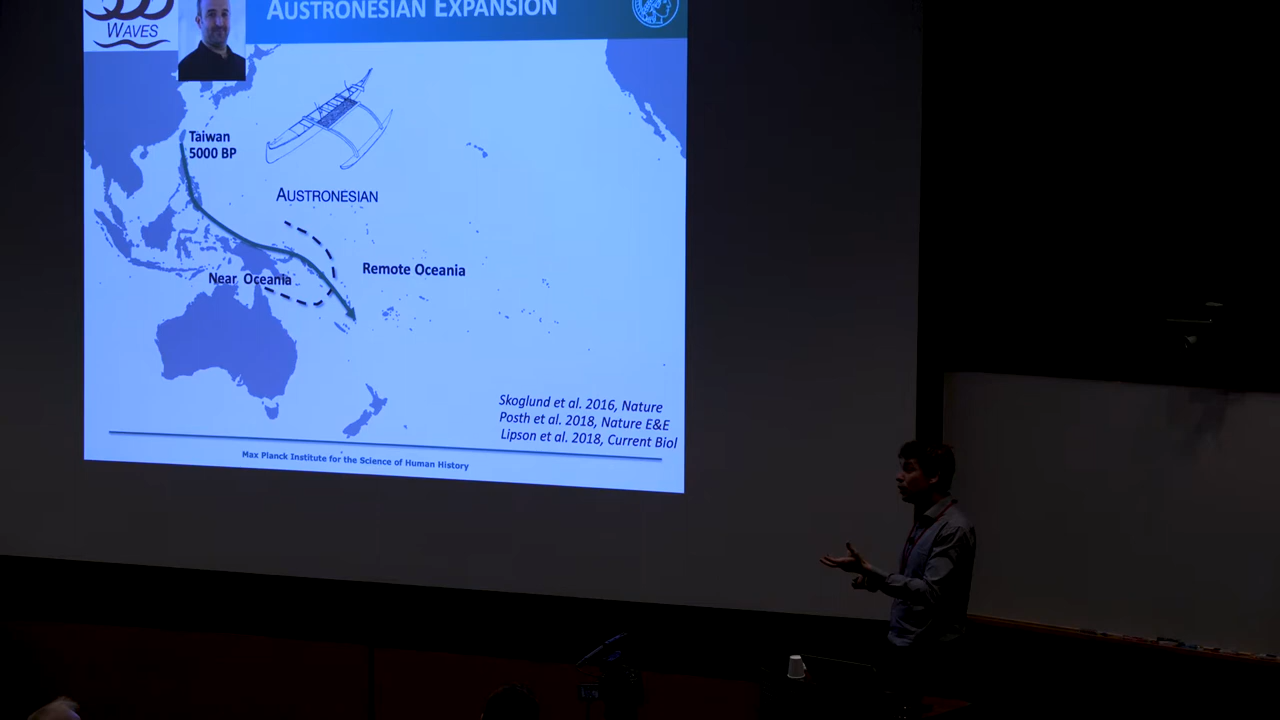 AUSTRONESIAN EXPANSION
WAVES
Taiwan
5000 BP
AUSTRONESIAN
Near Oceania
Remote Oceania
Skoglund et al. 2016, Nature
Posth et al. 2018, Nature E&E
Lipson et al. 2018, Current Biol
Max Planck Institute for the Science of Human History